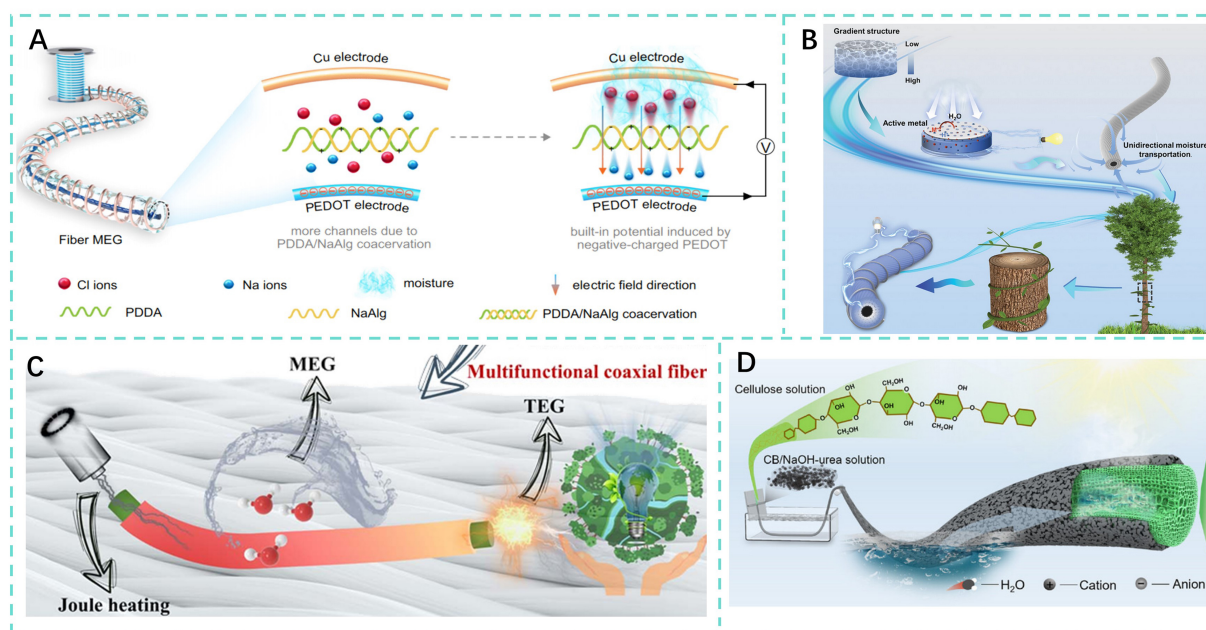 A
Cu electrode
Cu electrode
V
PEDOT electrode
PEDOT electrode
Fiber MEG
more channels due to
PDDA/NaAlg coacervation
built-in potential induced by
negative-charged PEDOT
Cl ions
Na ions
moisture
electric field direction
PDDA
NaAlg
PDDA/NaAlg coacervation
B
Gradient structure
Low
High
H₂O
Active metal
Unidirectional moisture
transportation.
C
MEG
Multifunctional coaxial fiber
TEG
Joule heating
D
Cellulose solution
CH₂OH
OH
OH
OH
O
O
O
O
OH
OH
OH
O
O
O
CH₂OH
OH
CH₂OH
CB/NaOH-urea solution
H₂O
+
Cation
−
Anion